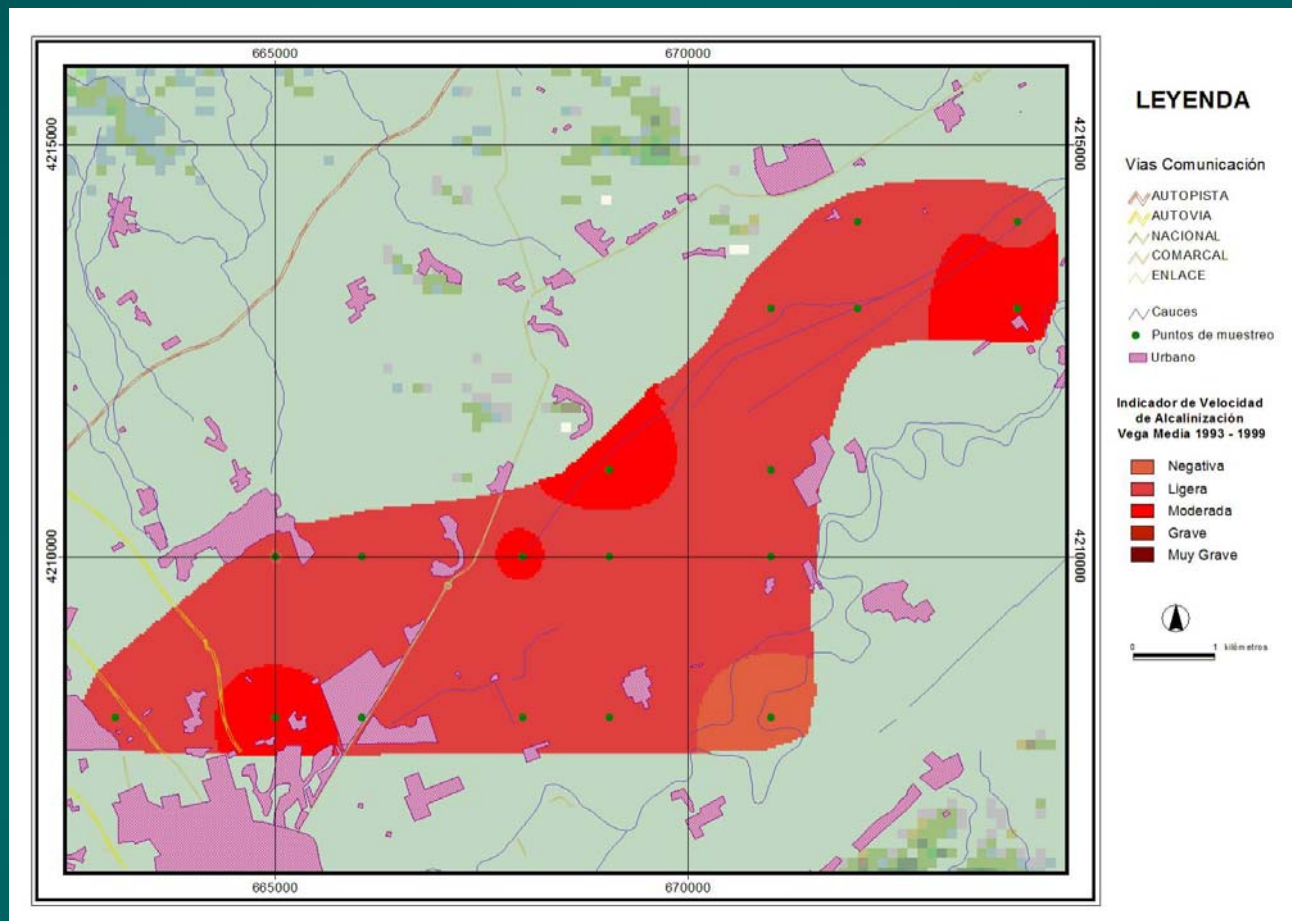 665000
670000
4215000
4215000
4210000
4210000
665000
670000
LEYENDA
Vias Comunicación
AUTOPISTA
AUTOVIA
NACIONAL
COMARCAL
ENLACE
Cauces
Puntos de muestreo
Urbano
Indicador de Velocidad
de Alcalinización
Vega Media 1993 - 1999
Negativa
Ligera
Moderada
Grave
Muy Grave
0 1 kilómetros